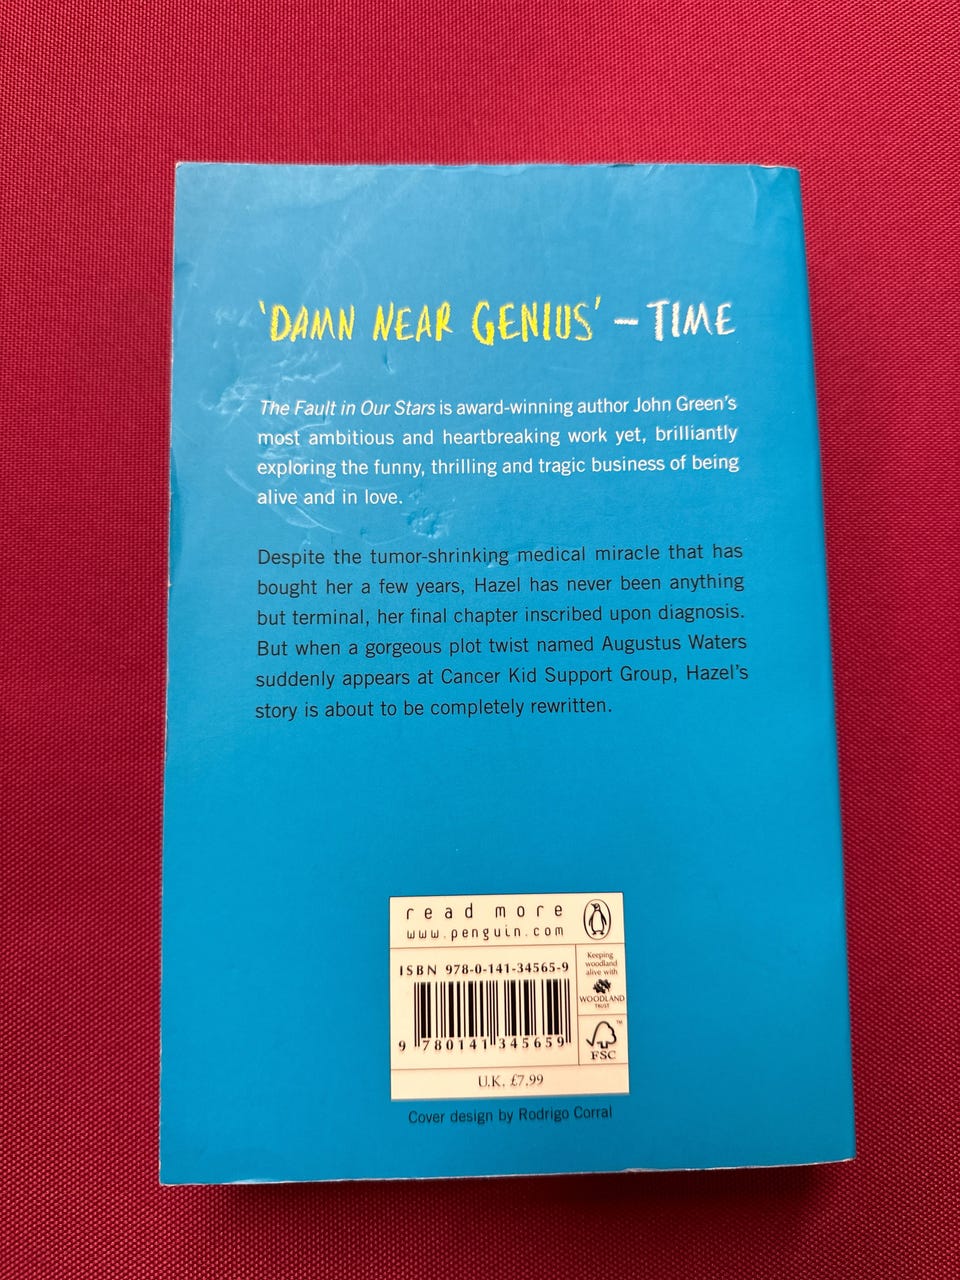 'DAMN NEAR GENIUS' – TIME
The Fault in Our Stars is award-winning author John Green's
most ambitious and heartbreaking work yet, brilliantly
exploring the funny, thrilling and tragic business of being
alive and in love.
Despite the tumor-shrinking medical miracle that has
bought her a few years, Hazel has never been anything
but terminal, her final chapter inscribed upon diagnosis.
But when a gorgeous plot twist named Augustus Waters
suddenly appears at Cancer Kid Support Group, Hazel's
story is about to be completely rewritten.
read more
www.penguin.com
ISBN 978-0-141-34565-9
9 780141 345659
Keeping
woodland
alive with
WOODLAND
TRUST
TM
FSC
U.K. £7.99
Cover design by Rodrigo Corral